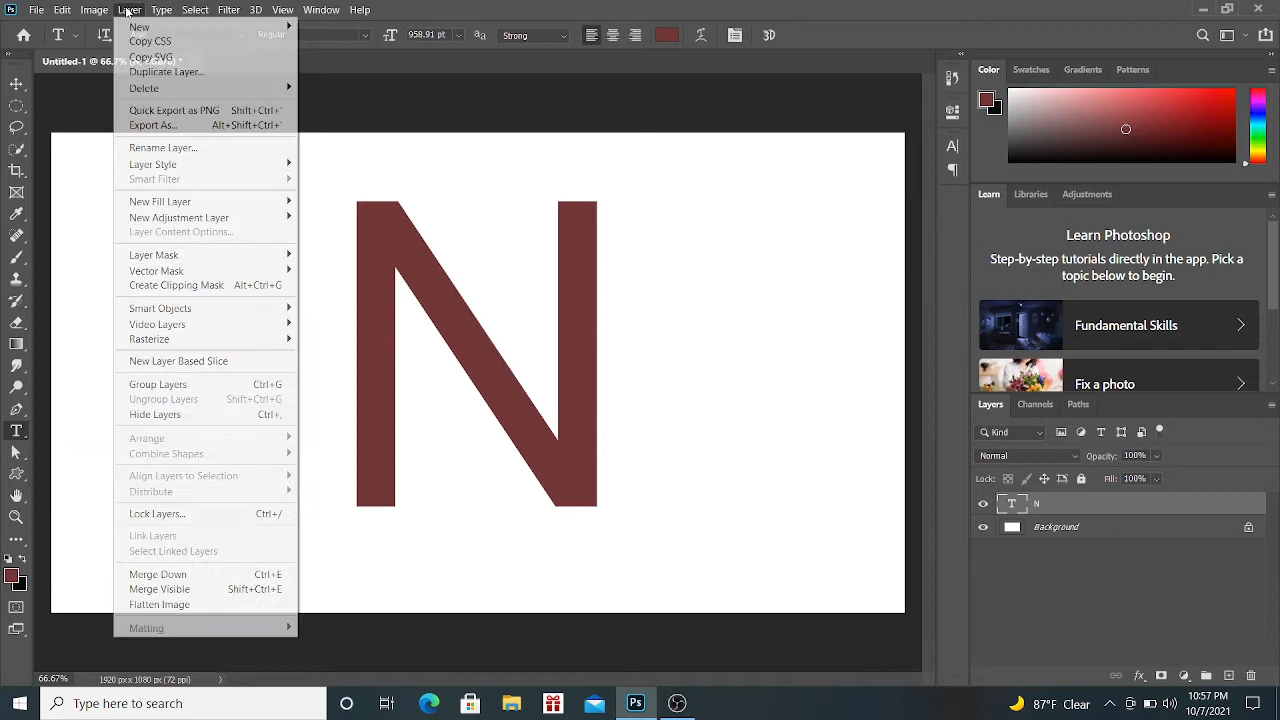 Ps File Edit Image Type Select Filter 3D View Window Help
T Regular 958.91 pt Strong 3D
Untitled-1 @ 66.7% *
New
Copy CSS
Copy SVG
Duplicate Layer...
Delete
Quick Export as PNG Shift+Ctrl+'
Export As... Alt+Shift+Ctrl+'
Rename Layer...
Layer Style
Smart Filter
New Fill Layer
New Adjustment Layer
Layer Content Options...
Layer Mask
Vector Mask
Create Clipping Mask Alt+Ctrl+G
Smart Objects
Video Layers
Rasterize
New Layer Based Slice
Group Layers Ctrl+G
Ungroup Layers Shift+Ctrl+G
Hide Layers Ctrl+,
Arrange
Combine Shapes
Align Layers to Selection
Distribute
Lock Layers... Ctrl+/
Link Layers
Select Linked Layers
Merge Down Ctrl+E
Merge Visible Shift+Ctrl+E
Flatten Image
Matting
N
Color Swatches Gradients Patterns
Learn Libraries Adjustments
Learn Photoshop
Step-by-step tutorials directly in the app. Pick a
topic below to begin.
Fundamental Skills
Fix a photo
Layers Channels Paths
Kind
Normal Opacity: 100%
Lock: Fill: 100%
T N
Background
66.67% 1920 px x 1080 px (72 ppi)
Type here to search
Ps
87°F Clear
10:57 PM
10/7/2021